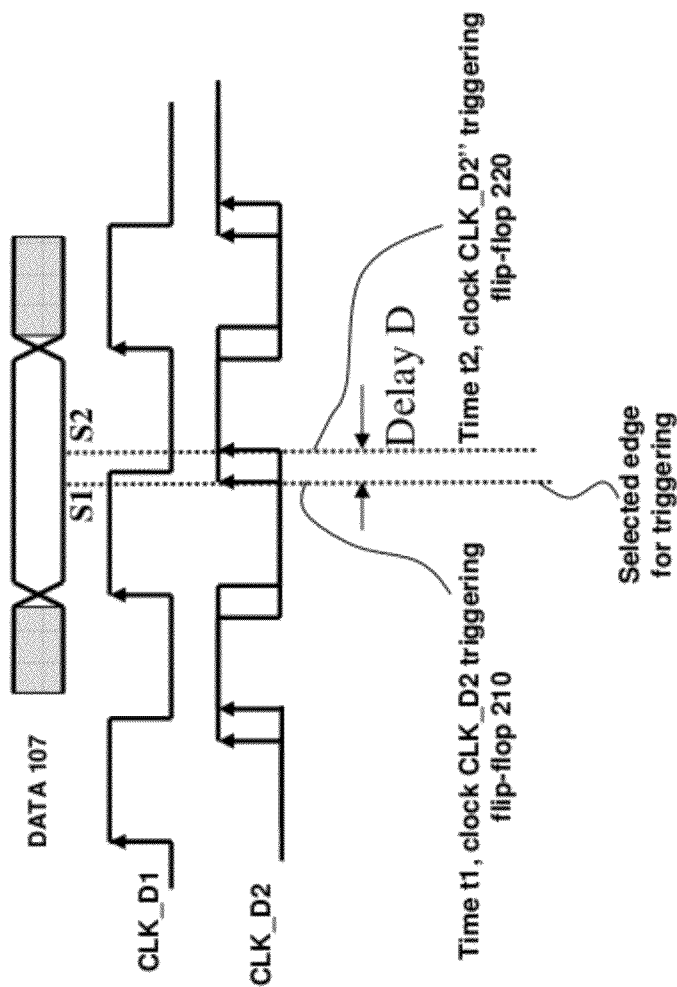 DATA 107
S1
S2
CLK_D1
CLK_D2
Delay D
Time t1, clock CLK_D2 triggering
flip-flop 210
Time t2, clock CLK_D2” triggering
flip-flop 220
Selected edge
for triggering